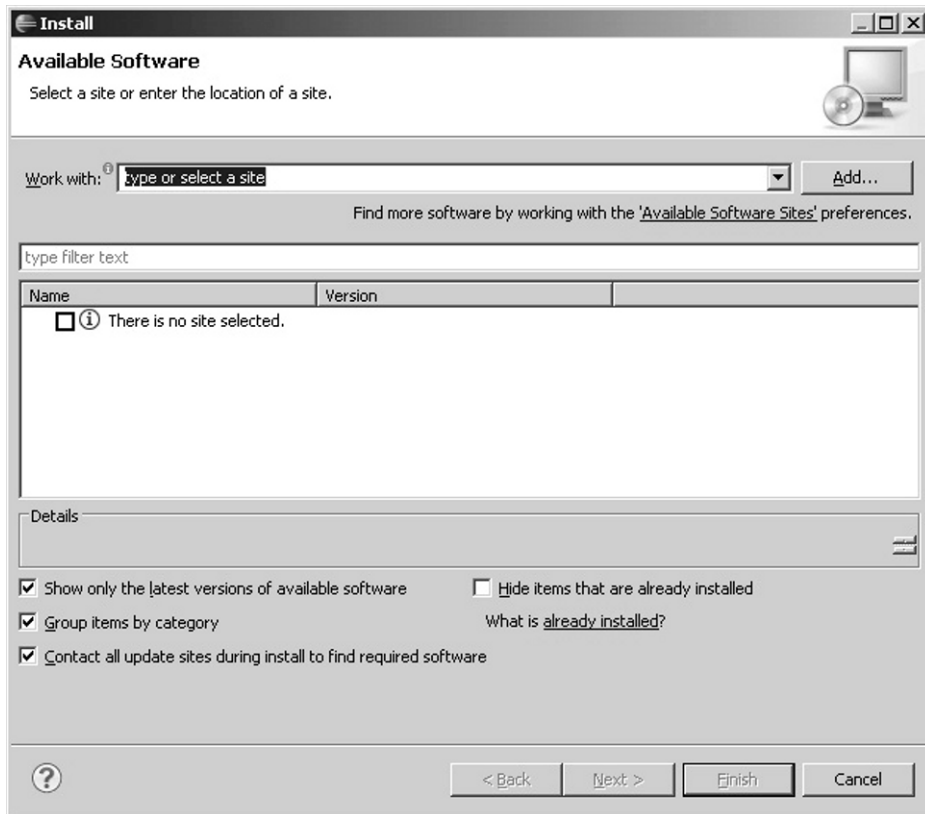 Install
Available Software
Select a site or enter the location of a site.
Work with: type or select a site Add...
Find more software by working with the 'Available Software Sites' preferences.
type filter text
Name Version
There is no site selected.
Details
Show only the latest versions of available software Hide items that are already installed
Group items by category What is already installed?
Contact all update sites during install to find required software
< Back Next > Finish Cancel